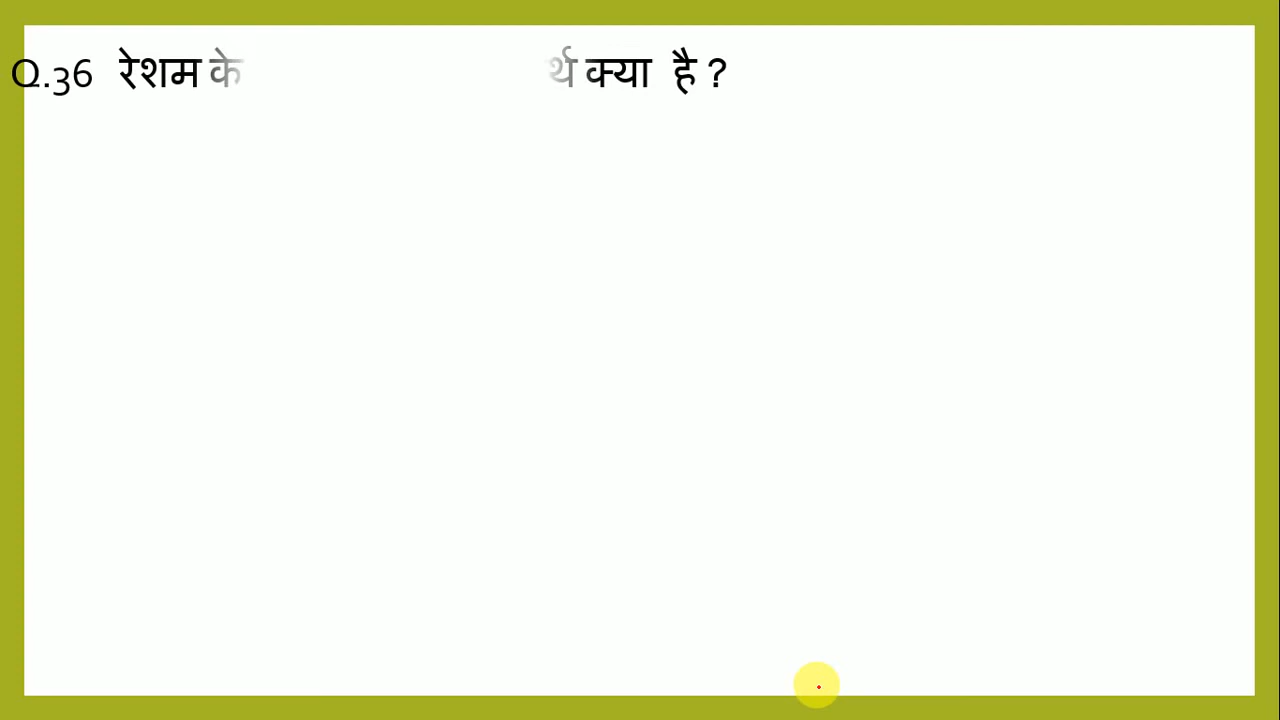 Q.36 रेशम के र्थ क्या है ?